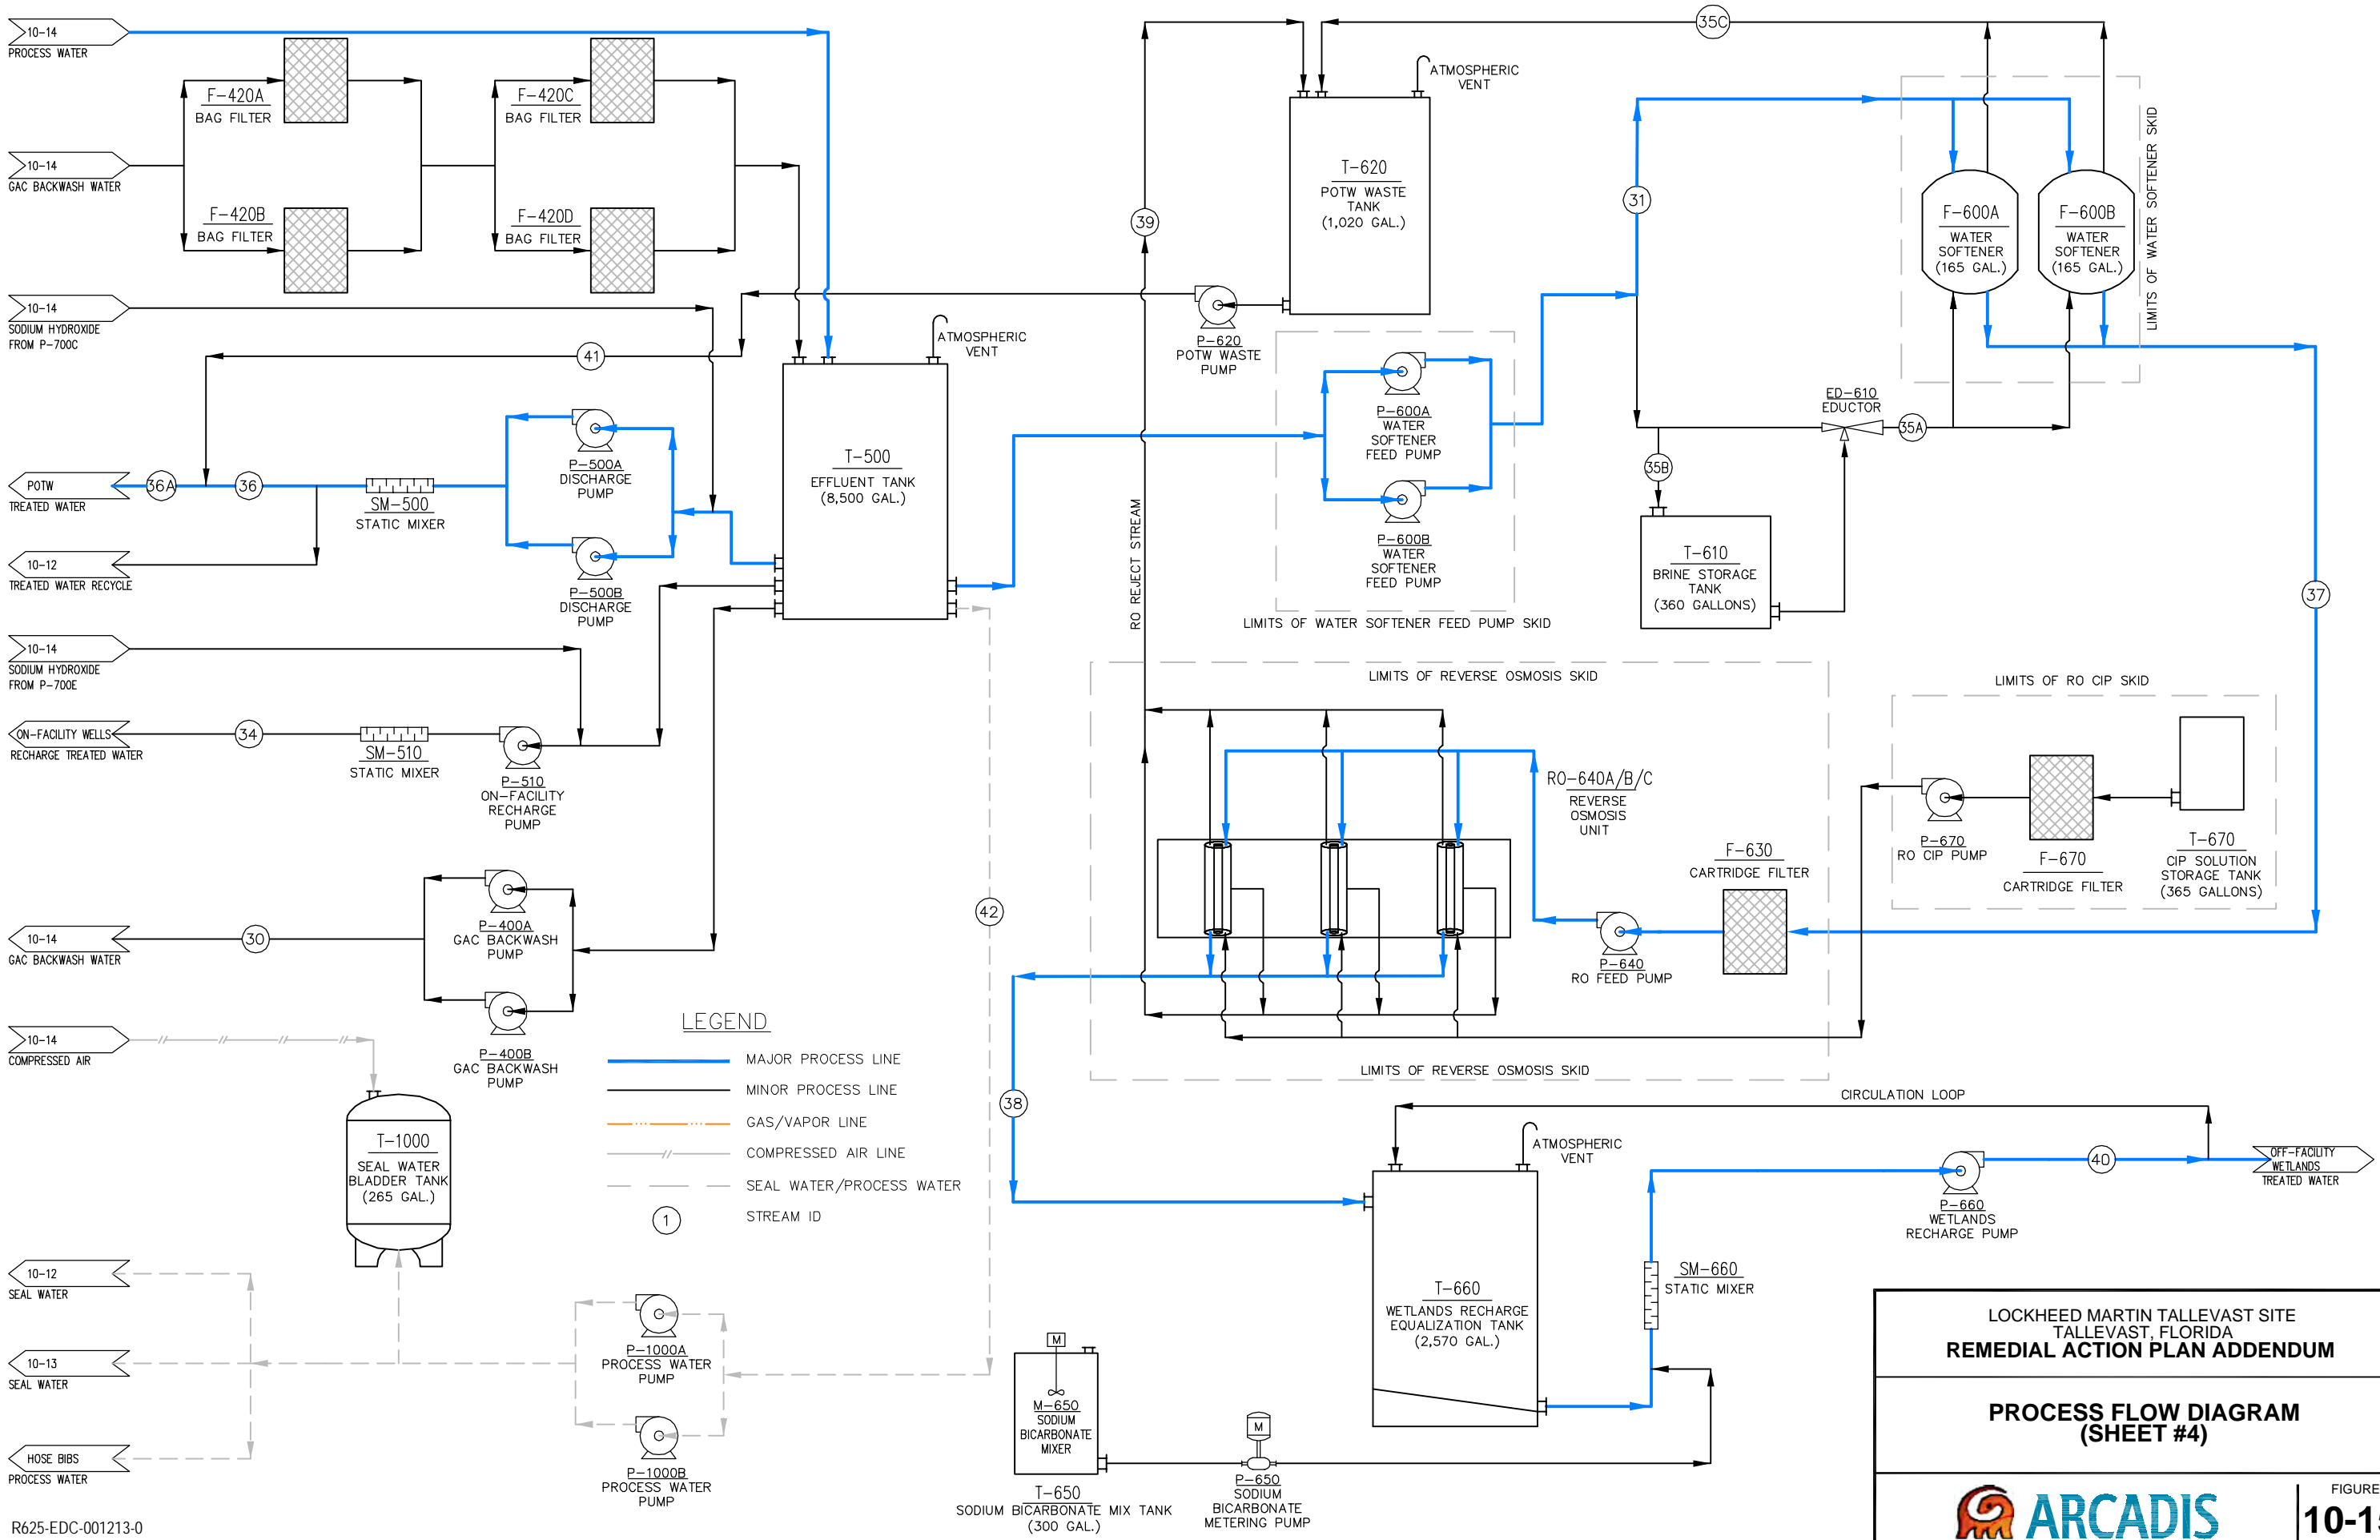 10-14
PROCESS WATER
F-420A
BAG FILTER
F-420C
BAG FILTER
10-14
GAC BACKWASH WATER
F-420B
BAG FILTER
F-420D
BAG FILTER
10-14
SODIUM HYDROXIDE
FROM P-700C
41
ATMOSPHERIC
VENT
P-500A
DISCHARGE
PUMP
T-500
EFFLUENT TANK
(8,500 GAL.)
POTW
TREATED WATER
36A
36
SM-500
STATIC MIXER
10-12
TREATED WATER RECYCLE
P-500B
DISCHARGE
PUMP
10-14
SODIUM HYDROXIDE
FROM P-700E
ON-FACILITY WELLS
RECHARGE TREATED WATER
34
SM-510
STATIC MIXER
P-510
ON-FACILITY
RECHARGE
PUMP
10-14
GAC BACKWASH WATER
30
P-400A
GAC BACKWASH
PUMP
P-400B
GAC BACKWASH
PUMP
42
10-14
COMPRESSED AIR
T-1000
SEAL WATER
BLADDER TANK
(265 GAL.)
LEGEND
MAJOR PROCESS LINE
MINOR PROCESS LINE
GAS/VAPOR LINE
COMPRESSED AIR LINE
SEAL WATER/PROCESS WATER
1
STREAM ID
10-12
SEAL WATER
10-13
SEAL WATER
HOSE BIBS
PROCESS WATER
P-1000A
PROCESS WATER
PUMP
P-1000B
PROCESS WATER
PUMP
R625-EDC-001213-0
35C
ATMOSPHERIC
VENT
T-620
POTW WASTE
TANK
(1,020 GAL.)
39
P-620
POTW WASTE
PUMP
RO REJECT STREAM
31
F-600A
WATER
SOFTENER
(165 GAL.)
F-600B
WATER
SOFTENER
(165 GAL.)
LIMITS OF WATER SOFTENER SKID
P-600A
WATER
SOFTENER
FEED PUMP
P-600B
WATER
SOFTENER
FEED PUMP
LIMITS OF WATER SOFTENER FEED PUMP SKID
ED-610
EDUCTOR
35A
35B
T-610
BRINE STORAGE
TANK
(360 GALLONS)
37
LIMITS OF REVERSE OSMOSIS SKID
RO-640A/B/C
REVERSE
OSMOSIS
UNIT
P-640
RO FEED PUMP
F-630
CARTRIDGE FILTER
LIMITS OF REVERSE OSMOSIS SKID
LIMITS OF RO CIP SKID
P-670
RO CIP PUMP
F-670
CARTRIDGE FILTER
T-670
CIP SOLUTION
STORAGE TANK
(365 GALLONS)
38
CIRCULATION LOOP
ATMOSPHERIC
VENT
T-660
WETLANDS RECHARGE
EQUALIZATION TANK
(2,570 GAL.)
SM-660
STATIC MIXER
P-660
WETLANDS
RECHARGE PUMP
40
OFF-FACILITY
WETLANDS
TREATED WATER
M
M-650
SODIUM
BICARBONATE
MIXER
T-650
SODIUM BICARBONATE MIX TANK
(300 GAL.)
M
P-650
SODIUM
BICARBONATE
METERING PUMP
LOCKHEED MARTIN TALLEVAST SITE
TALLEVAST, FLORIDA
REMEDIAL ACTION PLAN ADDENDUM
PROCESS FLOW DIAGRAM
(SHEET #4)
ARCADIS
FIGURE